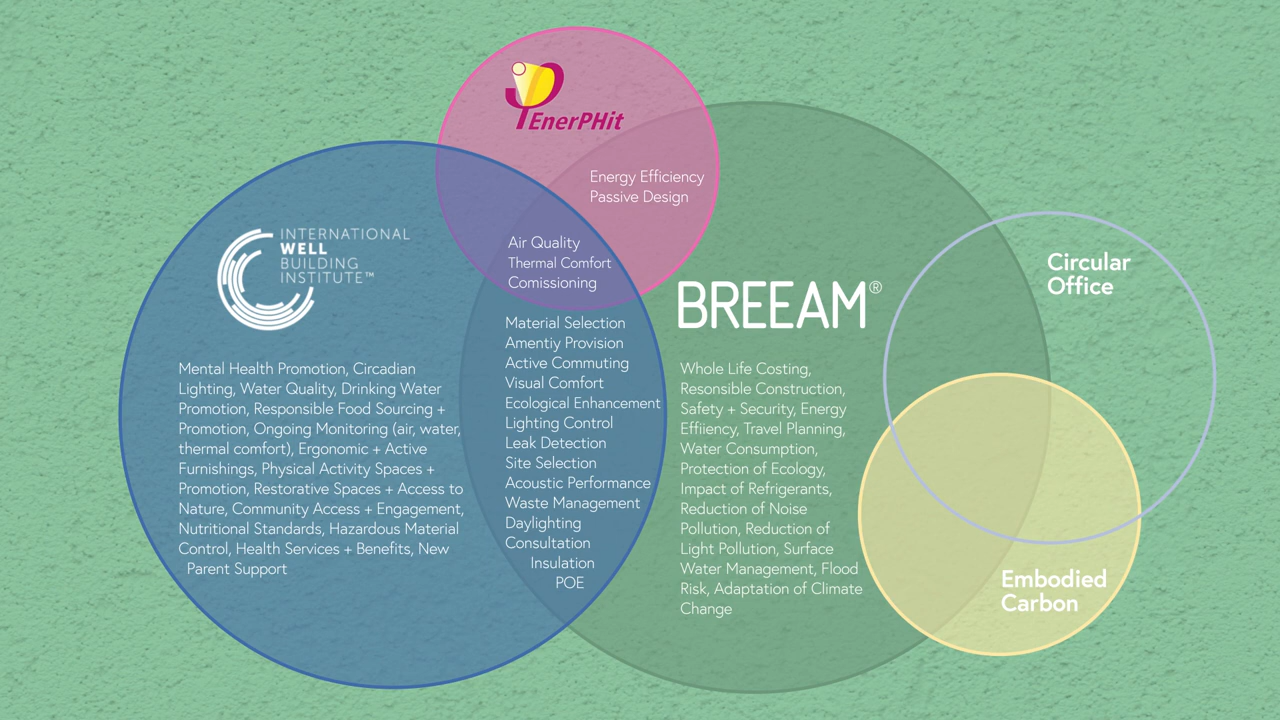 EnerPHit
Energy Efficiency
Passive Design
INTERNATIONAL
WELL
BUILDING
INSTITUTE™
Air Quality
Thermal Comfort
Comissioning
BREEAM®
Circular
Office
Mental Health Promotion, Circadian
Lighting, Water Quality, Drinking Water
Promotion, Responsible Food Sourcing +
Promotion, Ongoing Monitoring (air, water,
thermal comfort), Ergonomic + Active
Furnishings, Physical Activity Spaces +
Promotion, Restorative Spaces + Access to
Nature, Community Access + Engagement,
Nutritional Standards, Hazardous Material
Control, Health Services + Benefits, New
Parent Support
Material Selection
Amentiy Provision
Active Commuting
Visual Comfort
Ecological Enhancement
Lighting Control
Leak Detection
Site Selection
Acoustic Performance
Waste Management
Daylighting
Consultation
Insulation
POE
Whole Life Costing,
Resonsible Construction,
Safety + Security, Energy
Effiiency, Travel Planning,
Water Consumption,
Protection of Ecology,
Impact of Refrigerants,
Reduction of Noise
Pollution, Reduction of
Light Pollution, Surface
Water Management, Flood
Risk, Adaptation of Climate
Change
Embodied
Carbon